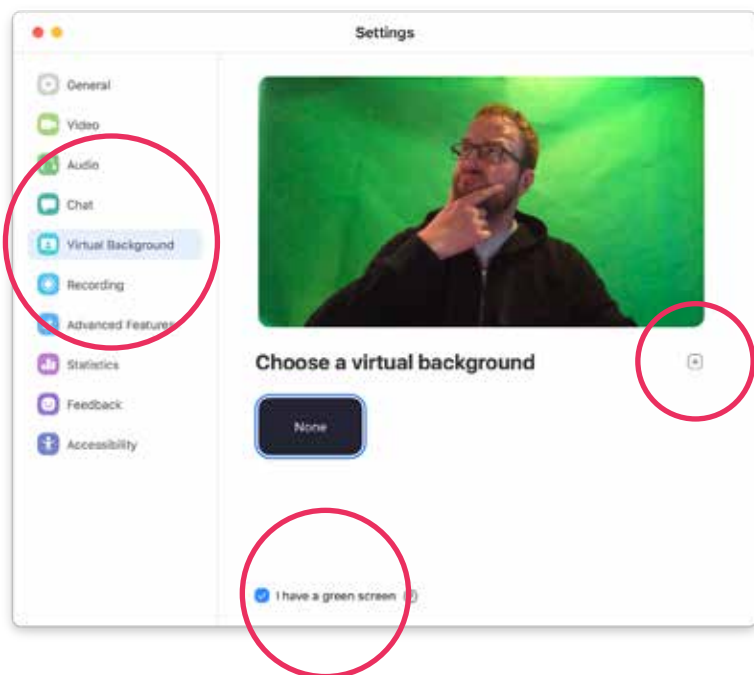 Settings
General
Video
Audio
Chat
Virtual Background
Recording
Advanced Features
Statistics
Feedback
Accessibility
Choose a virtual background
None
I have a green screen